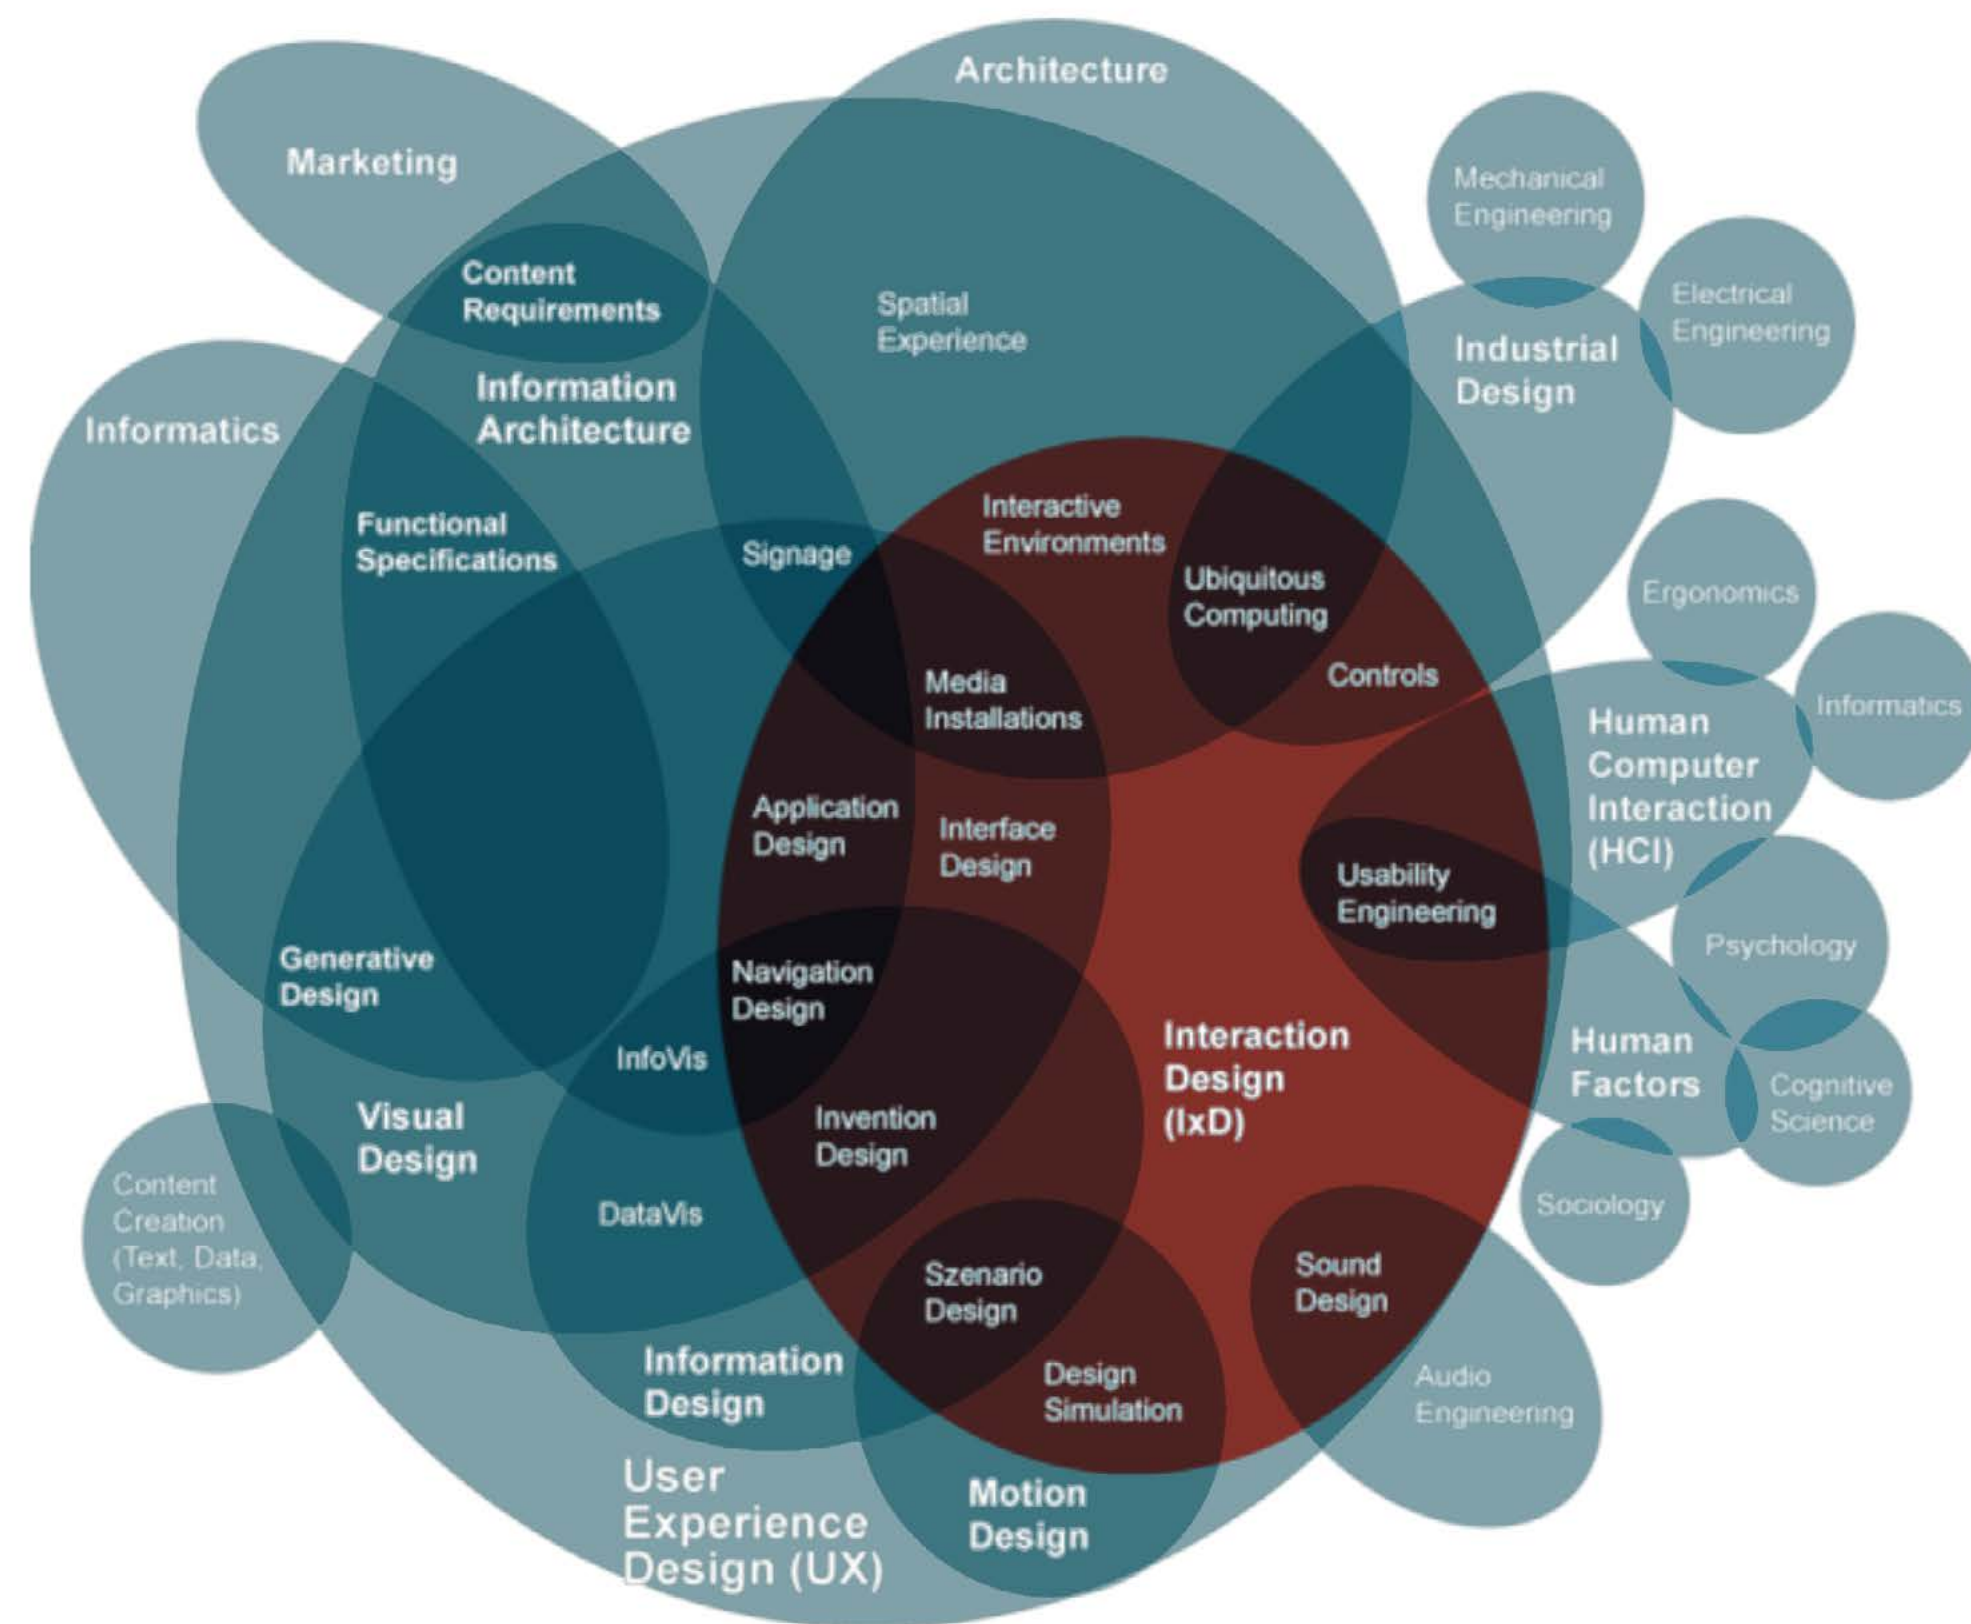 Architecture
Marketing
Mechanical
Engineering
Content
Requirements
Spatial
Experience
Electrical
Engineering
Industrial
Design
Information
Architecture
Informatics
Functional
Specifications
Signage
Interactive
Environments
Ubiquitous
Computing
Ergonomics
Controls
Media
Installations
Informatics
Human
Computer
Interaction
(HCI)
Application
Design
Interface
Design
Usability
Engineering
Psychology
Generative
Design
Navigation
Design
InfoVis
Interaction
Design
(IxD)
Human
Factors
Cognitive
Science
Visual
Design
Invention
Design
Content
Creation
(Text, Data,
Graphics)
DataVis
Sociology
Szenario
Design
Sound
Design
Information
Design
Design
Simulation
Audio
Engineering
User
Experience
Design (UX)
Motion
Design